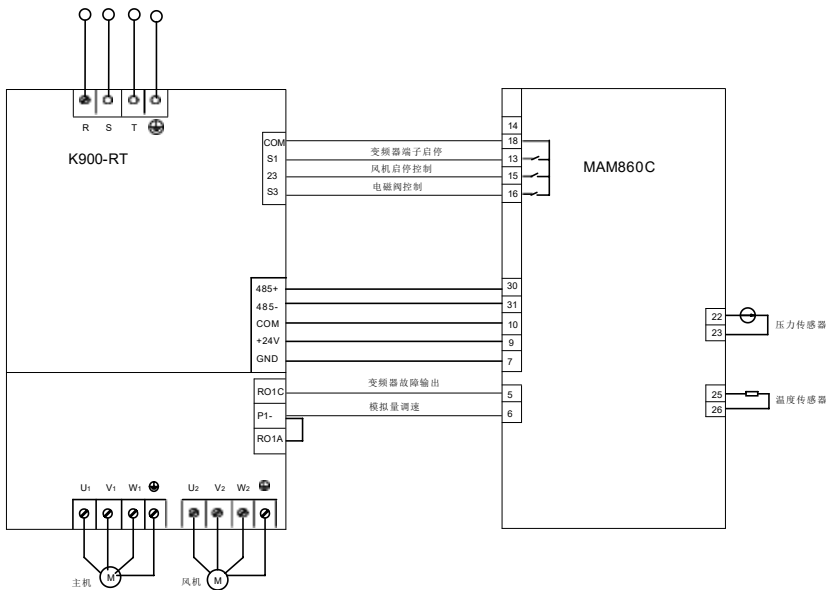 R S T
K900-RT
COM
S1
23
S3
变频器端子启停
风机启停控制
电磁阀控制
14
18
13
15
16
MAM860C
485+
485-
COM
+24V
GND
30
31
10
9
7
22
23
压力传感器
RO1C
P1-
RO1A
变频器故障输出
模拟量调速
5
6
25
26
温度传感器
U1 V1 W1
U2 V2 W2
主机 M
风机 M